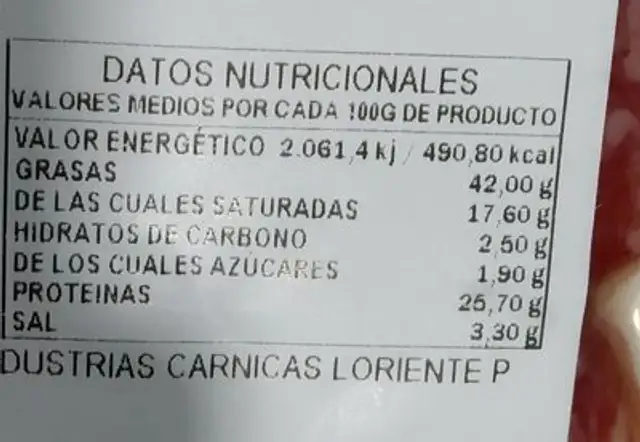 DATOS NUTRICIONALES
VALORES MEDIOS POR CADA 100G DE PRODUCTO
VALOR ENERGÉTICO 2.061,4 kj / 490,80 kcal
GRASAS 42,00 g
DE LAS CUALES SATURADAS 17,60 g
HIDRATOS DE CARBONO 2,50 g
DE LOS CUALES AZÚCARES 1,90 g
PROTEINAS 25,70 g
SAL 3,30 g
DUSTRIAS CARNICAS LORIENTE P